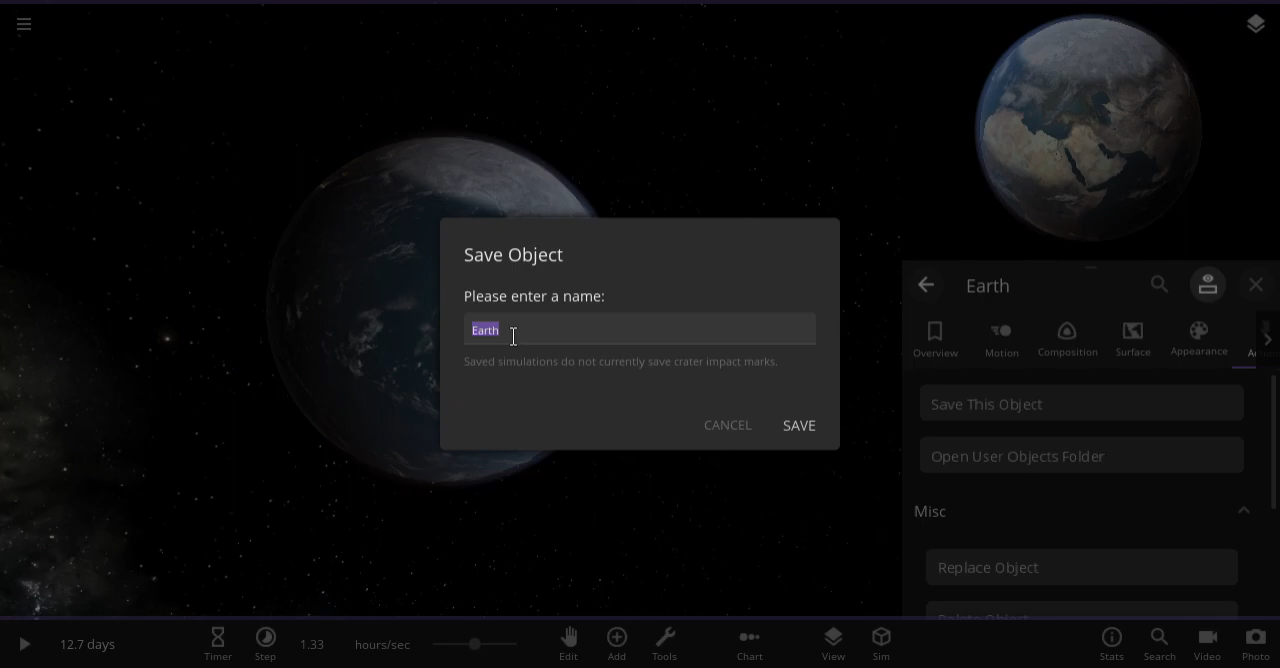 Save Object
Please enter a name:
Earth
Saved simulations do not currently save crater impact marks.
CANCEL SAVE
Earth
Overview Motion Composition Surface Appearance
Save This Object
Open User Objects Folder
Misc
Replace Object
Delete Object
12.7 days Timer Step 1.33 hours/sec Edit Add Tools Chart View Sim Stats Search Video Photo